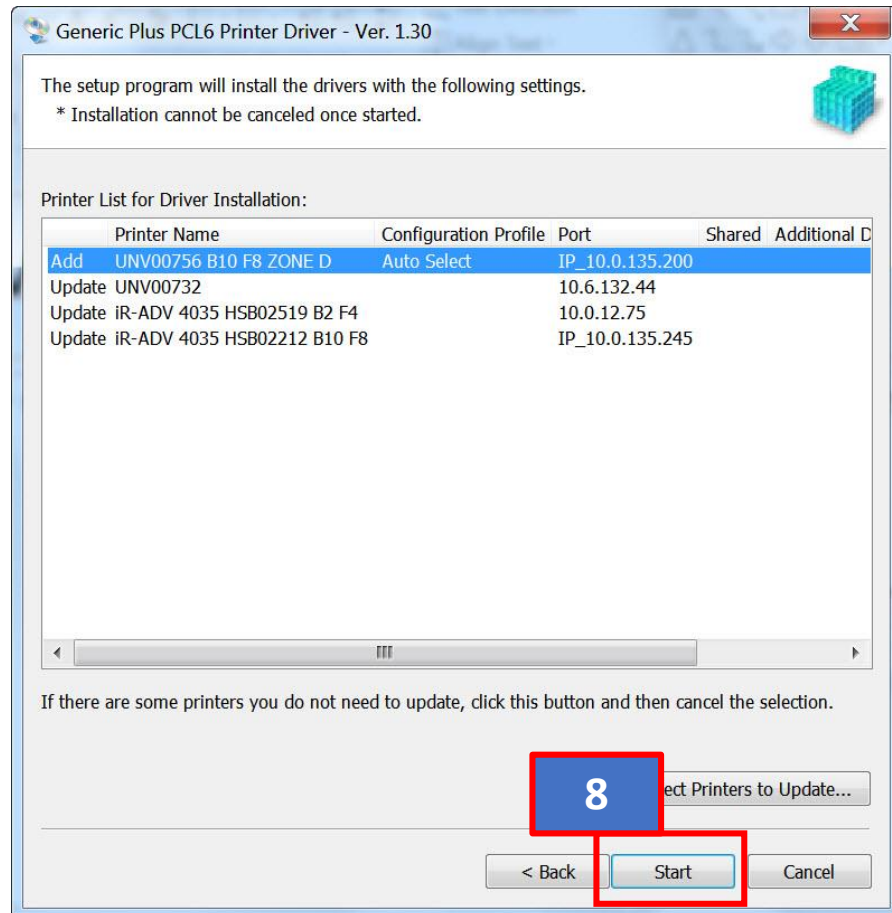 Generic Plus PCL6 Printer Driver - Ver. 1.30
The setup program will install the drivers with the following settings.
* Installation cannot be canceled once started.
Printer List for Driver Installation:
Printer Name Configuration Profile Port Shared Additional D
Add UNV00756 B10 F8 ZONE D Auto Select IP_10.0.135.200
Update UNV00732 10.6.132.44
Update iR-ADV 4035 HSB02519 B2 F4 10.0.12.75
Update iR-ADV 4035 HSB02212 B10 F8 IP_10.0.135.245
If there are some printers you do not need to update, click this button and then cancel the selection.
8
ect Printers to Update...
< Back Start Cancel